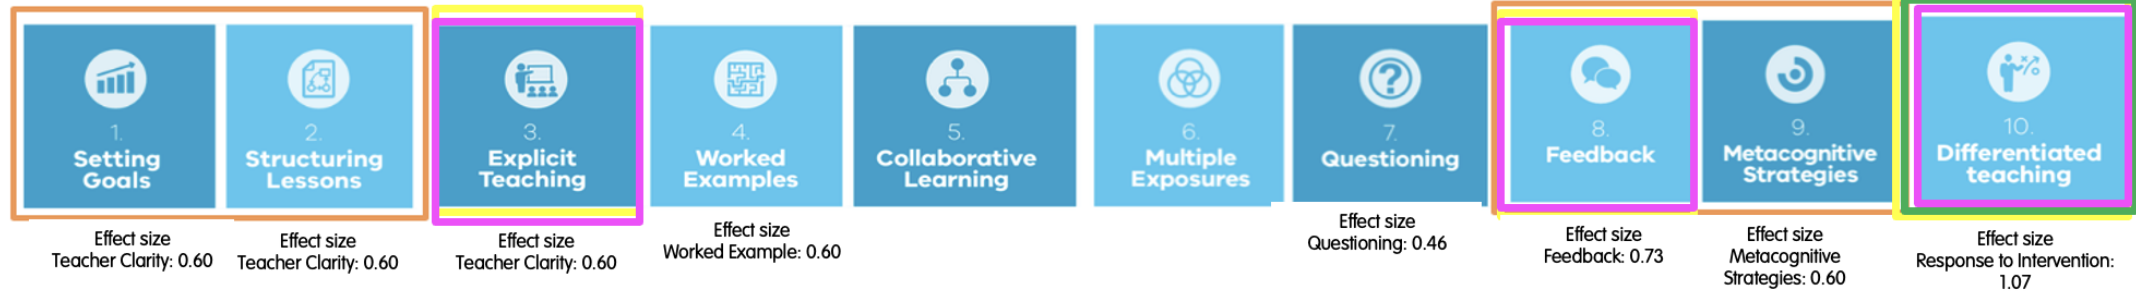 1.
Setting
Goals
Effect size
Teacher Clarity: 0.60
2.
Structuring
Lessons
Effect size
Teacher Clarity: 0.60
3.
Explicit
Teaching
Effect size
Teacher Clarity: 0.60
4.
Worked
Examples
Effect size
Worked Example: 0.60
5.
Collaborative
Learning
6.
Multiple
Exposures
7.
Questioning
Effect size
Questioning: 0.46
8.
Feedback
Effect size
Feedback: 0.73
9.
Metacognitive
Strategies
Effect size
Metacognitive
Strategies: 0.60
10.
Differentiated
teaching
Effect size
Response to Intervention:
1.07